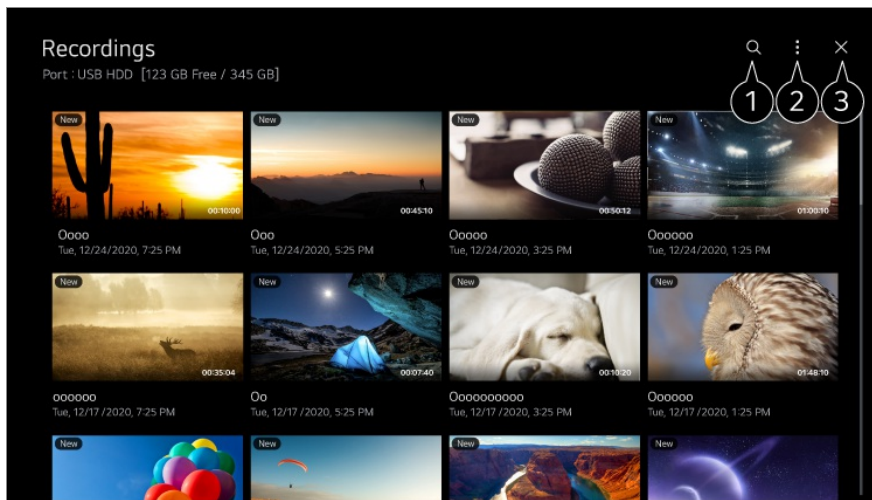 Recordings
Port : USB HDD [123 GB Free / 345 GB]
1 2 3
New New New New
00:10:00 00:45:10 00:50:12 01:00:10
Oooo Ooo Ooooo Oooooo
Tue, 12/24/2020, 7:25 PM Tue, 12/24/2020, 5:25 PM Tue, 12/24/2020, 3:25 PM Tue, 12/24/2020, 1:25 PM
New New New New
00:35:04 00:07:40 00:10:20 01:48:10
oooooo Oo Oooooooooo Oooooo
Tue, 12/17/2020, 7:25 PM Tue, 12/17/2020, 5:25 PM Tue, 12/17/2020, 3:25 PM Tue, 12/17/2020, 1:25 PM
New New New New